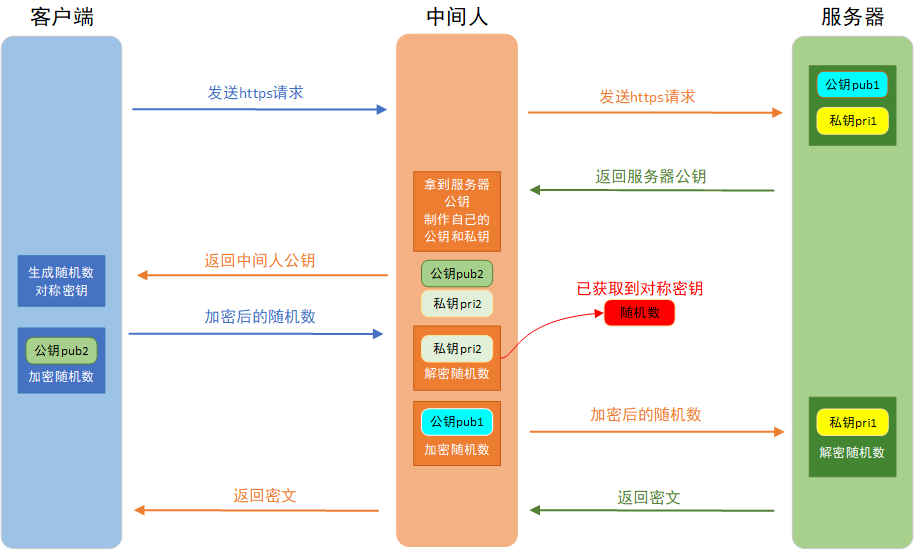 客户端
中间人
服务器
发送https请求
发送https请求
公钥pub1
私钥pri1
返回服务器公钥
拿到服务器
公钥
制作自己的
公钥和私钥
返回中间人公钥
生成随机数
对称密钥
公钥pub2
私钥pri2
已获取到对称密钥
随机数
加密后的随机数
公钥pub2
加密随机数
私钥pri2
解密随机数
公钥pub1
加密随机数
加密后的随机数
私钥pri1
解密随机数
返回密文
返回密文